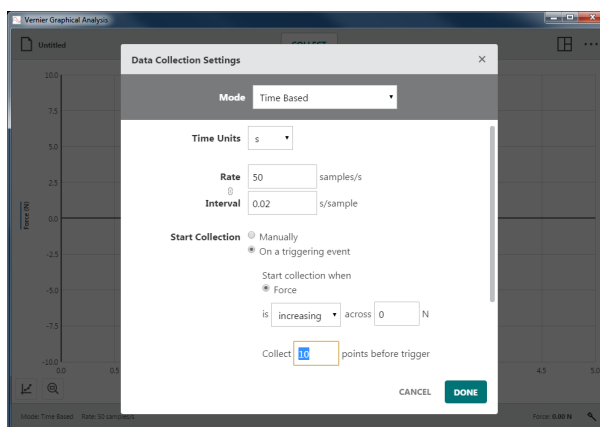 Vernier Graphical Analysis
Untitled
COLLECT
Data Collection Settings
Mode Time Based
Time Units s
Rate 50 samples/s
Interval 0.02 s/sample
Start Collection Manually
On a triggering event
Start collection when
Force
is increasing across 0 N
Collect 10 points before trigger
CANCEL DONE
10.0
7.5
5.0
2.5
0.0
-2.5
-5.0
-7.5
-10.0
Force (N)
0.0 0.5 4.5 5.0
Mode: Time Based Rate: 50 samples/s Force: 0.00 N